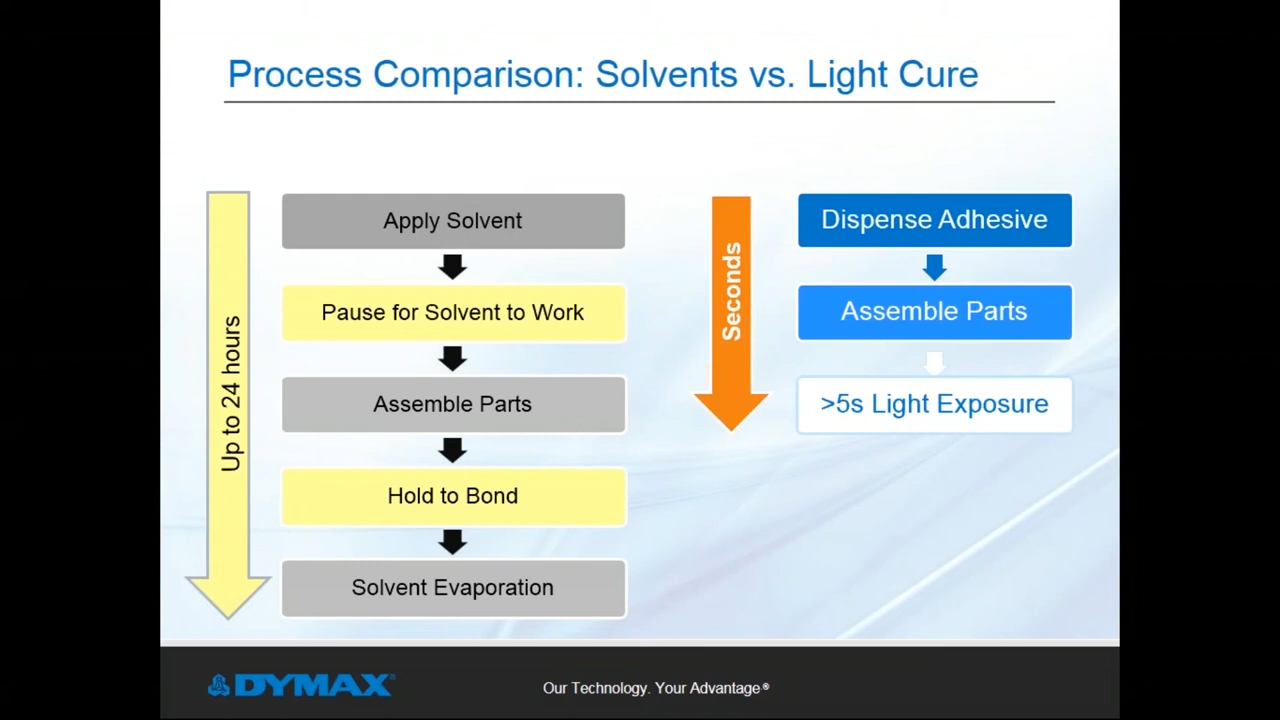 Process Comparison: Solvents vs. Light Cure
Up to 24 hours
Apply Solvent
Pause for Solvent to Work
Assemble Parts
Hold to Bond
Solvent Evaporation
Seconds
Dispense Adhesive
Assemble Parts
>5s Light Exposure
DYMAX®
Our Technology. Your Advantage®